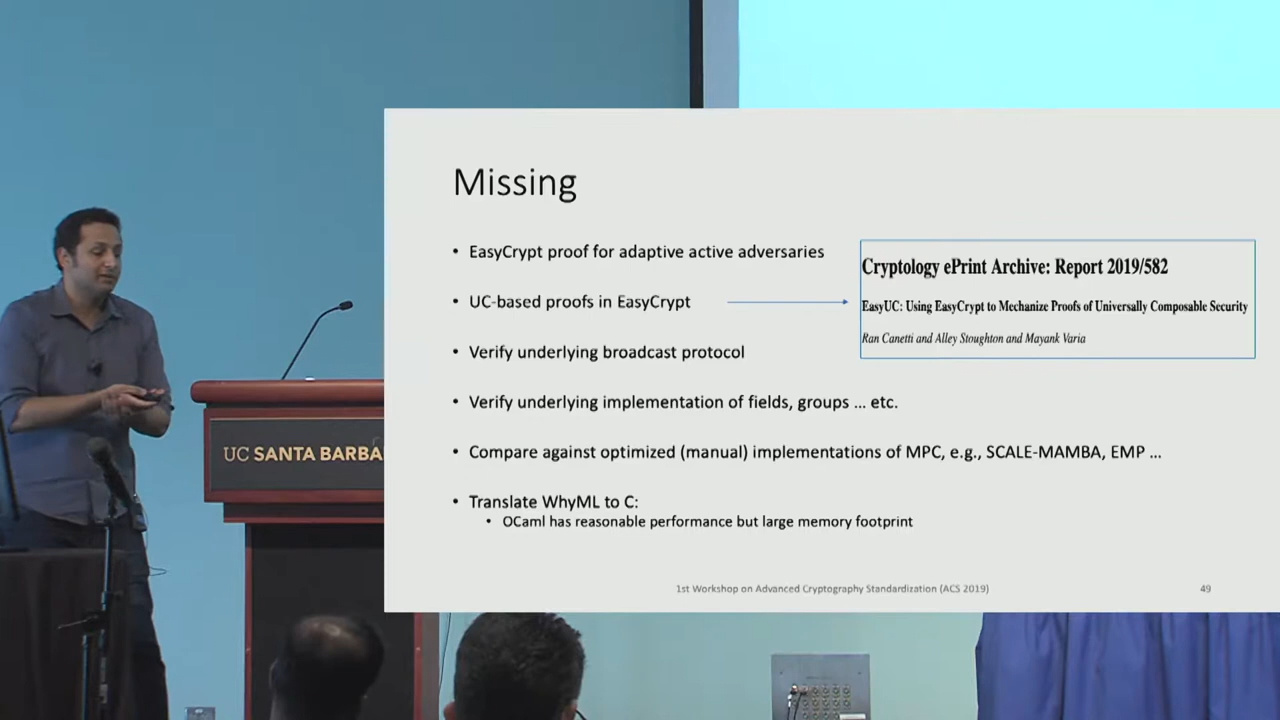 Missing
• EasyCrypt proof for adaptive active adversaries
• UC-based proofs in EasyCrypt
Cryptology ePrint Archive: Report 2019/582
EasyUC: Using EasyCrypt to Mechanize Proofs of Universally Composable Security
Ran Canetti and Alley Stoughton and Mayank Varia
• Verify underlying broadcast protocol
• Verify underlying implementation of fields, groups ... etc.
• Compare against optimized (manual) implementations of MPC, e.g., SCALE-MAMBA, EMP ...
• Translate WhyML to C:
• OCaml has reasonable performance but large memory footprint
1st Workshop on Advanced Cryptography Standardization (ACS 2019)
49
UC SANTA BARBA